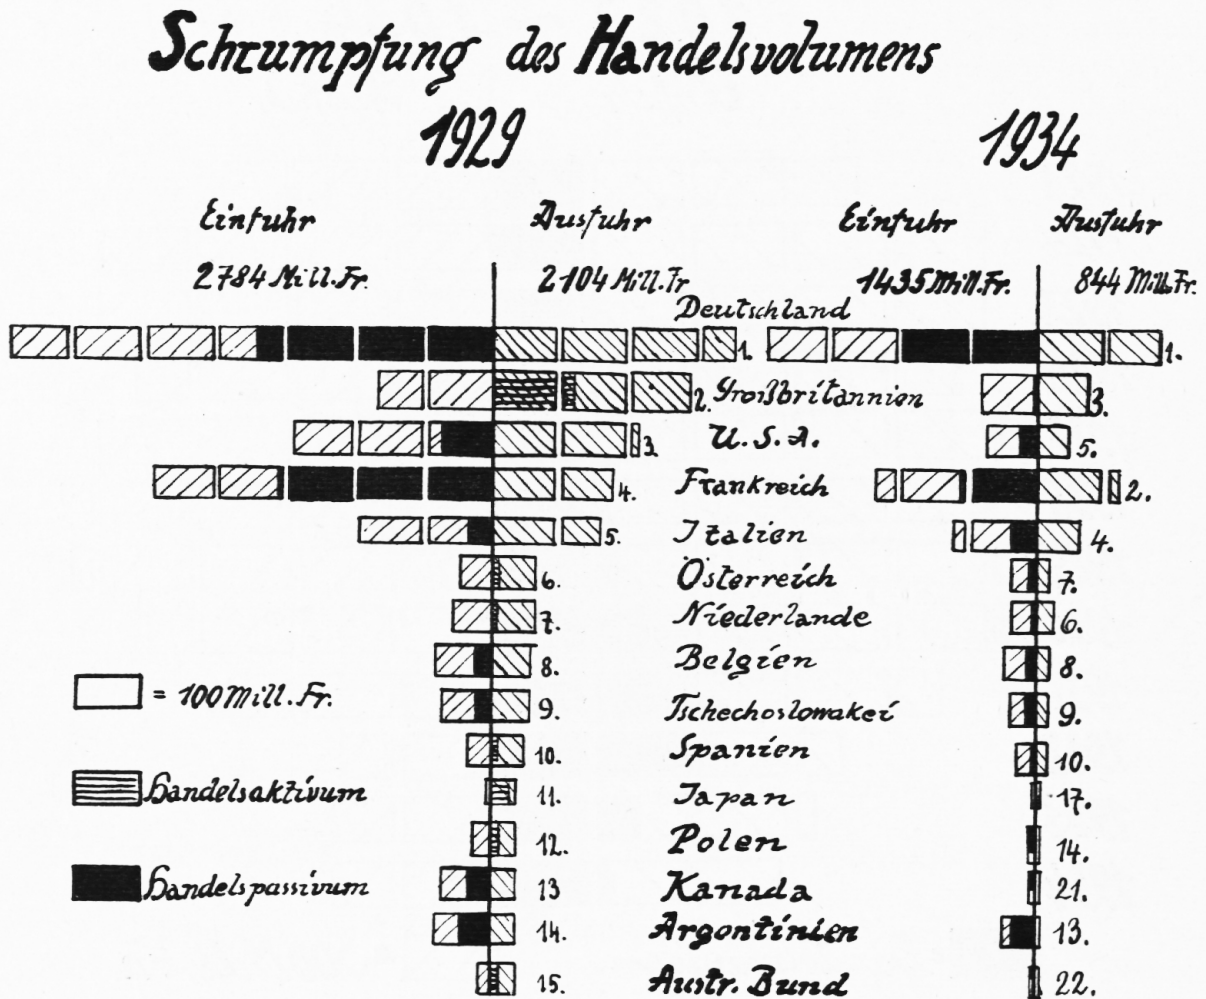 Schrumpfung des Handelsvolumens
1929 1934
Einfuhr Ausfuhr Einfuhr Ausfuhr
2784 Mill. Fr. 2104 Mill. Fr 1435 Mill. Fr. 844 Mill. Fr.
Deutschland
1. 1.
2. Großbritannien 3.
3. U.S.A. 5.
4. Frankreich 2.
5. Italien 4.
6. Österreich 7.
7. Niederlande 6.
8. Belgien 8.
= 100 Mill. Fr.
9. Tschechoslowakei 9.
10. Spanien 10.
Handelsaktivum 11. Japan 17.
12. Polen 14.
Handelspassivum 13 Kanada 21.
14. Argontinien 13.
15. Austr. Bund 22.